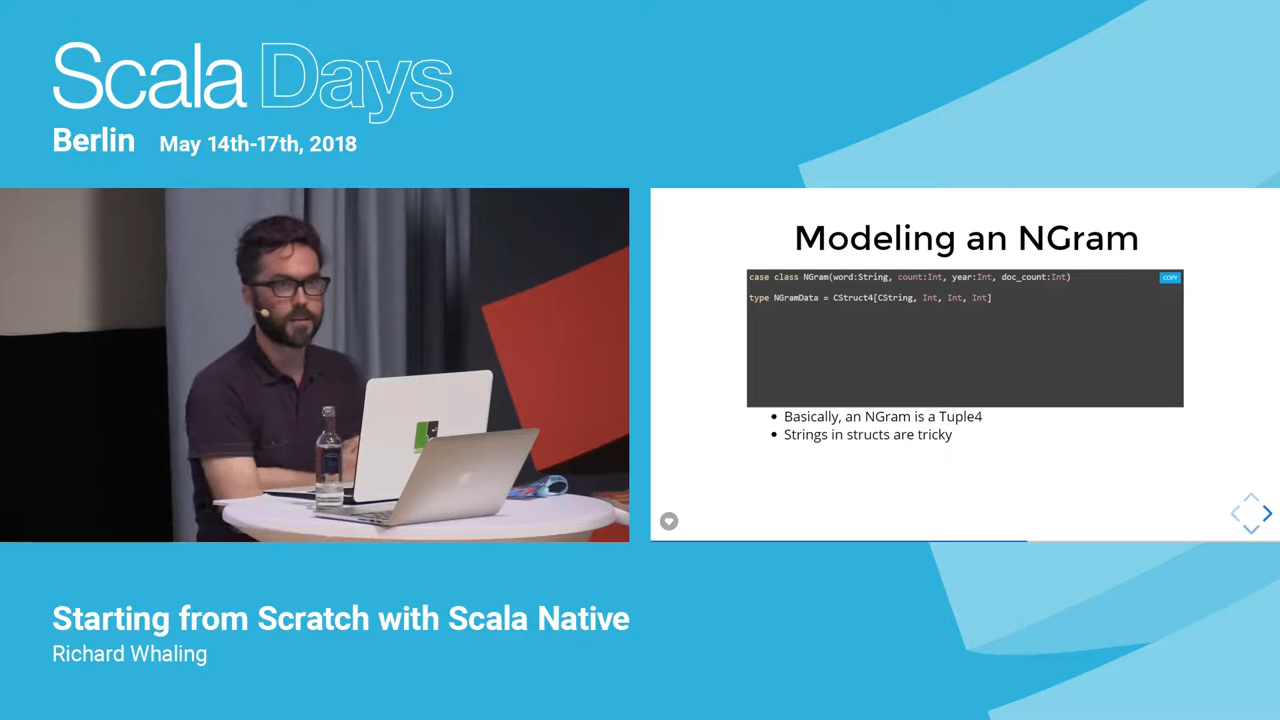 Scala Days
Berlin May 14th-17th, 2018
Modeling an NGram
case class NGram(word:String, count:Int, year:Int, doc_count:Int)
COPY
type NGramData = CStruct4[CString, Int, Int, Int]
• Basically, an NGram is a Tuple4
• Strings in structs are tricky
Starting from Scratch with Scala Native
Richard Whaling